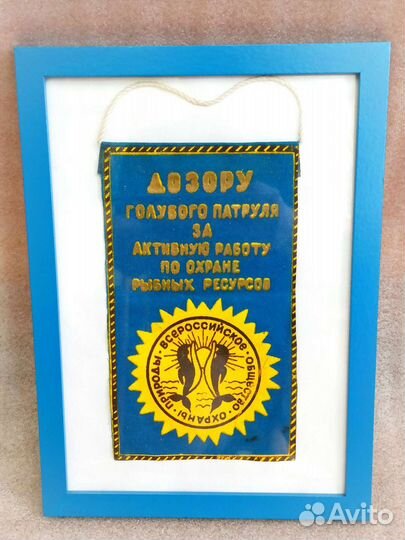 ДОЗОРУ
ГОЛУБОГО ПАТРУЛЯ
ЗА
АКТИВНУЮ РАБОТУ
ПО ОХРАНЕ
РЫБНЫХ РЕСУРСОВ
ВСЕРОССИЙСКОЕ · ОБЩЕСТВО · ОХРАНЫ · ПРИРОДЫ ·
Avito